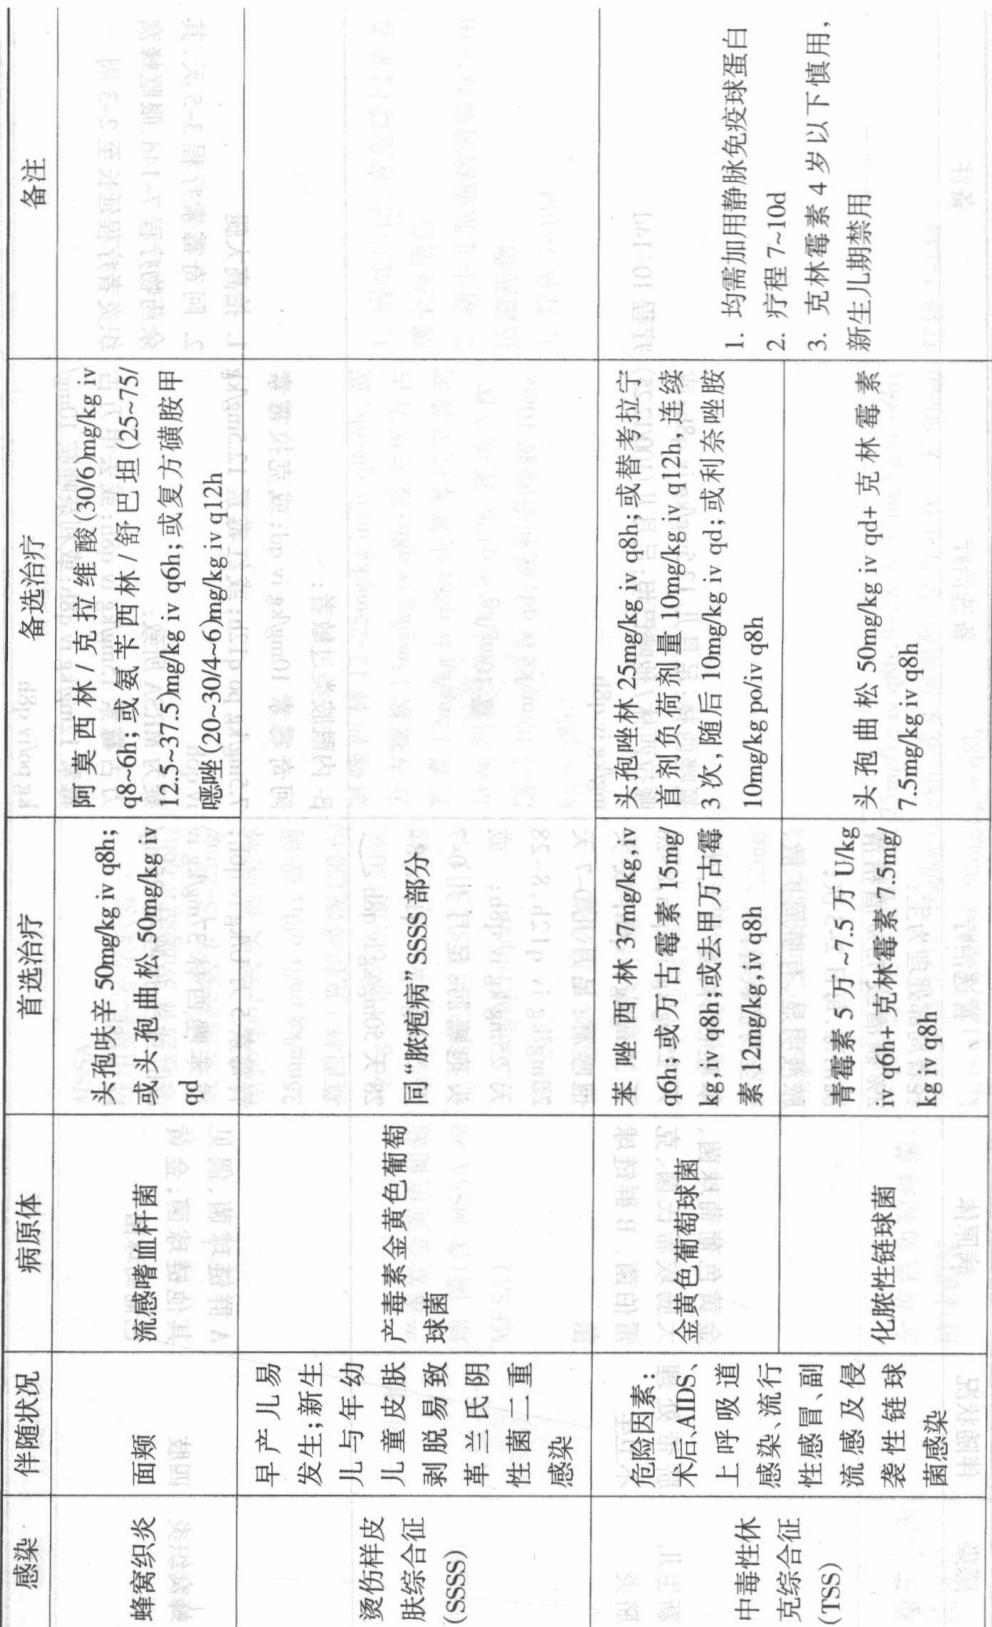 感染
伴随状况
病原体
首选治疗
备选治疗
备注
蜂窝织炎
面颊
流感嗜血杆菌
头孢呋辛 50mg/kg iv q8h;
或头孢曲松 50mg/kg iv
qd
阿莫西林/克拉维酸(30/6)mg/kg iv
q8~6h; 或氨苄西林/舒巴坦(25~75/
12.5~37.5)mg/kg iv q6h; 或复方磺胺甲
噁唑(20~30/4~6)mg/kg iv q12h
烫伤样皮
肤综合征
(SSSS)
早产儿易
发生;新生
儿与年幼
儿童皮肤
剥脱易致
革兰氏阴
性菌二重
感染
产毒素金黄色葡萄
球菌
同“脓疱病”SSSS部分
中毒性休
克综合征
(TSS)
危险因素:
术后、AIDS、
上呼吸道
感染、流行
性感冒、副
流感及侵
袭性链球
菌感染
金黄色葡萄球菌
苯唑西林 37mg/kg,iv
q6h; 或万古霉素 15mg/
kg,iv q8h;或去甲万古霉
素 12mg/kg,iv q8h
头孢唑林 25mg/kg iv q8h;或替考拉宁
首剂负荷剂量 10mg/kg iv q12h,连续
3次,随后 10mg/kg iv qd; 或利奈唑胺
10mg/kg po/iv q8h
1. 均需加用静脉免疫球蛋白
2. 疗程 7~10d
3. 克林霉素 4 岁以下慎用,
新生儿期禁用
化脓性链球菌
青霉素 5 万~7.5 万 U/kg
iv q6h+ 克林霉素 7.5mg/
kg iv q8h
头孢曲松 50mg/kg iv qd+ 克林霉素
7.5mg/kg iv q8h